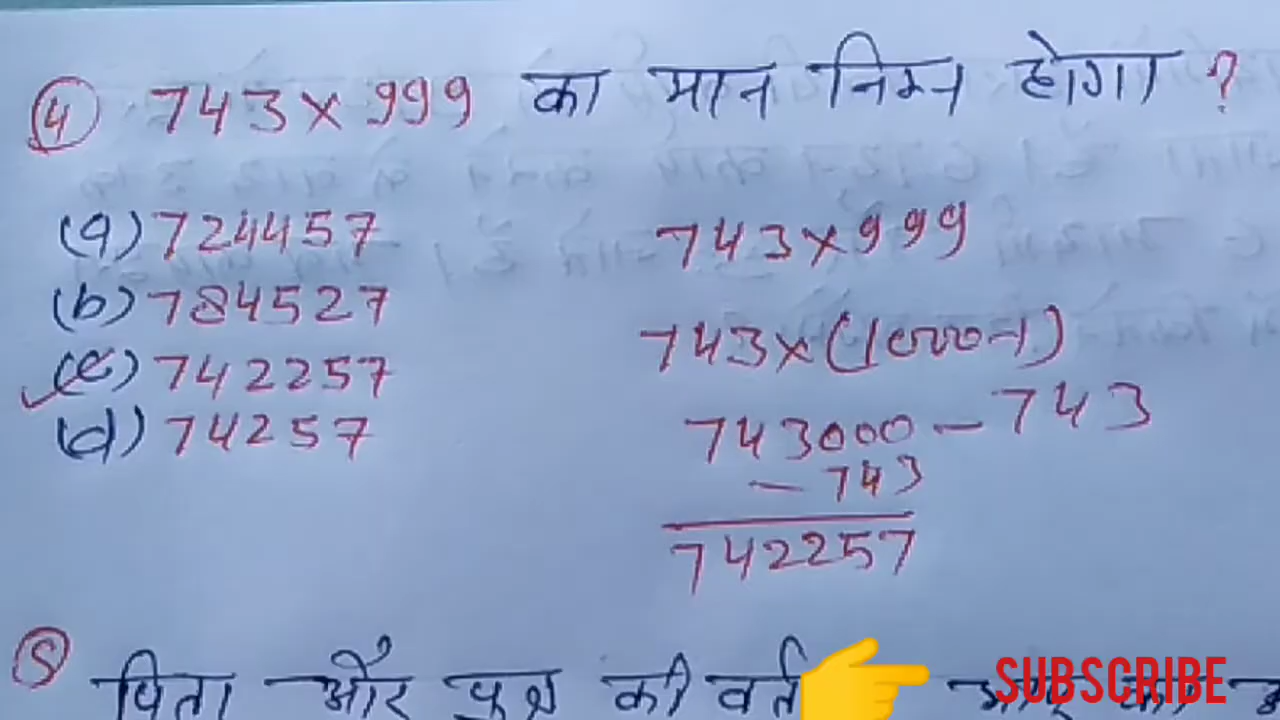 ④ 743×999 का मान निम्न होगा ?
(a) 724457
(b) 784527
(c) 742257
(d) 74257
743×999
743×(1000-1)
743000 - 743
- 743
742257
⑤ पिता और पुत्र की वर्त
SUBSCRIBE